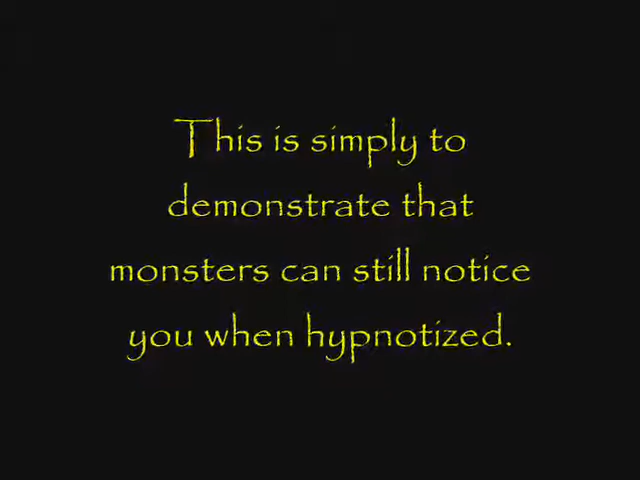 This is simply to
demonstrate that
monsters can still notice
you when hypnotized.